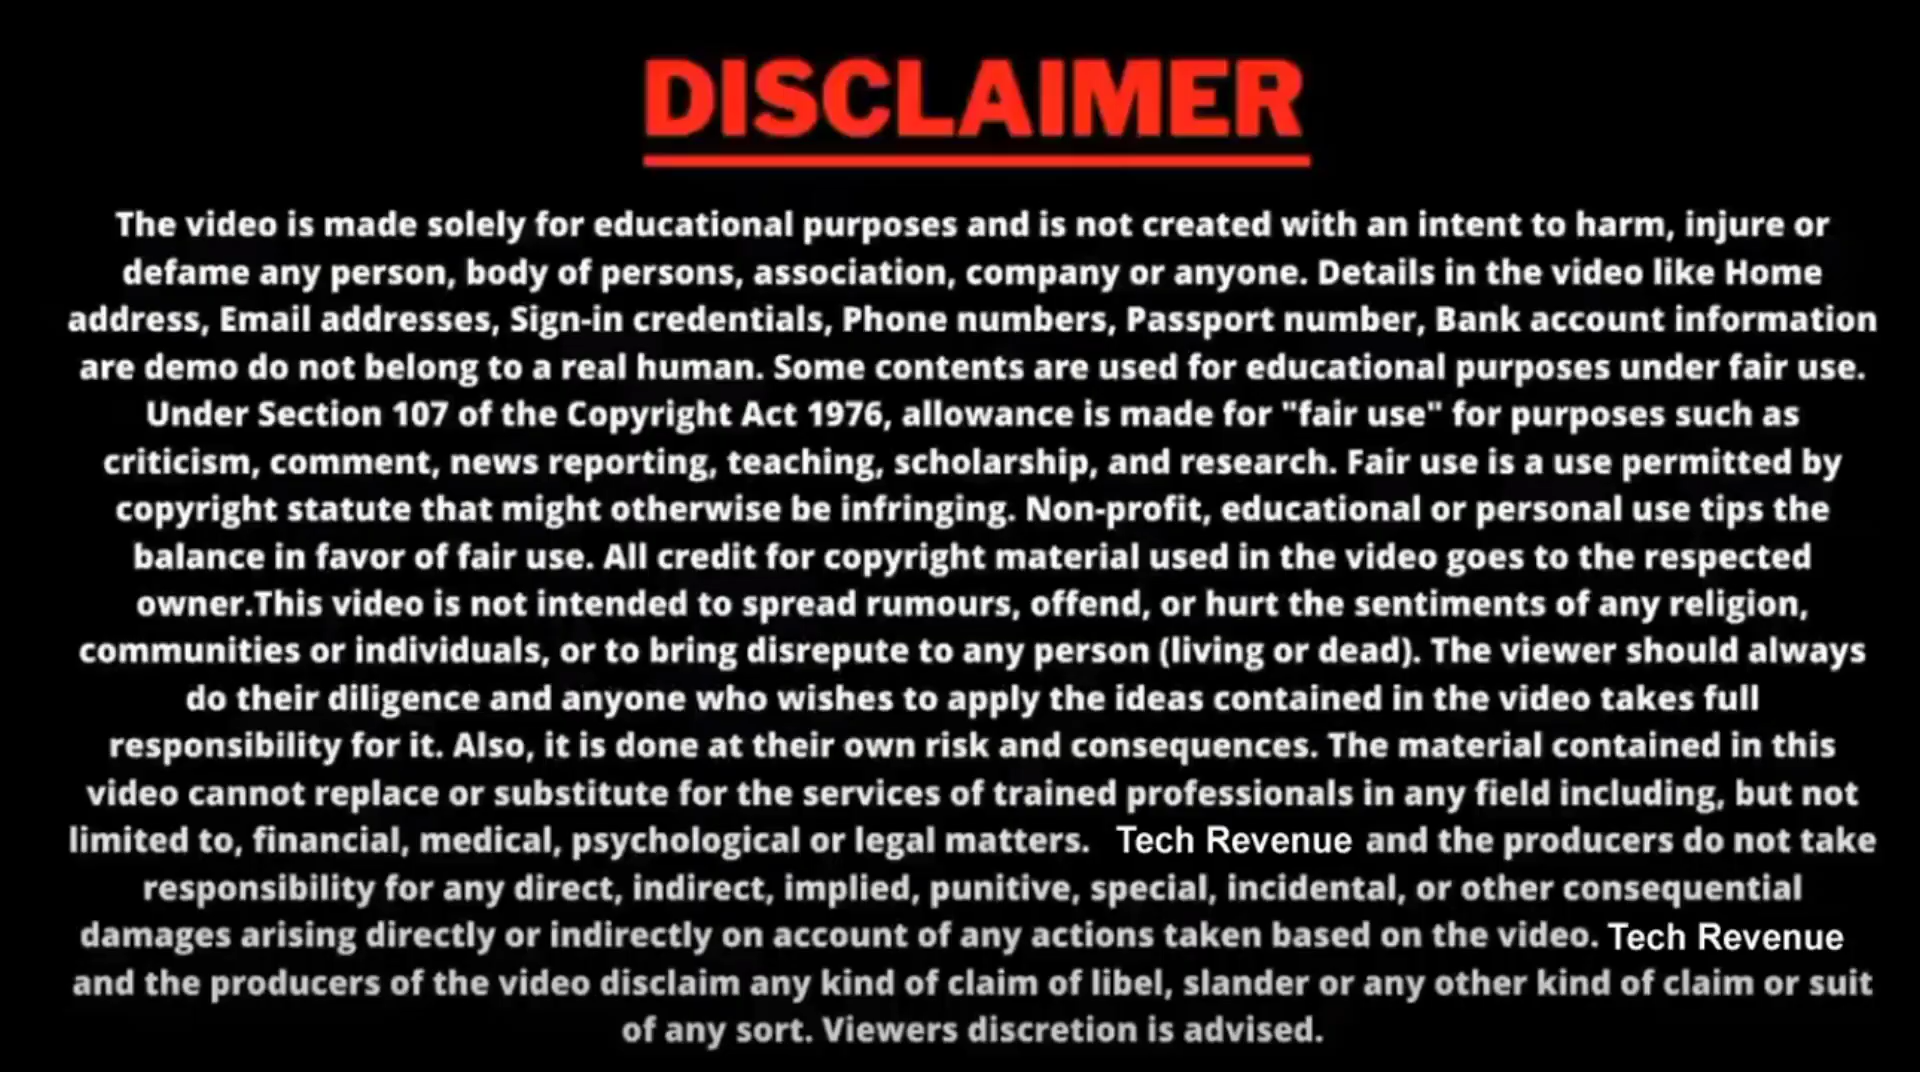 DISCLAIMER
The video is made solely for educational purposes and is not created with an intent to harm, injure or
defame any person, body of persons, association, company or anyone. Details in the video like Home
address, Email addresses, Sign-in credentials, Phone numbers, Passport number, Bank account information
are demo do not belong to a real human. Some contents are used for educational purposes under fair use.
Under Section 107 of the Copyright Act 1976, allowance is made for "fair use" for purposes such as
criticism, comment, news reporting, teaching, scholarship, and research. Fair use is a use permitted by
copyright statute that might otherwise be infringing. Non-profit, educational or personal use tips the
balance in favor of fair use. All credit for copyright material used in the video goes to the respected
owner.This video is not intended to spread rumours, offend, or hurt the sentiments of any religion,
communities or individuals, or to bring disrepute to any person (living or dead). The viewer should always
do their diligence and anyone who wishes to apply the ideas contained in the video takes full
responsibility for it. Also, it is done at their own risk and consequences. The material contained in this
video cannot replace or substitute for the services of trained professionals in any field including, but not
limited to, financial, medical, psychological or legal matters. Tech Revenue and the producers do not take
responsibility for any direct, indirect, implied, punitive, special, incidental, or other consequential
damages arising directly or indirectly on account of any actions taken based on the video. Tech Revenue
and the producers of the video disclaim any kind of claim of libel, slander or any other kind of claim or suit
of any sort. Viewers discretion is advised.